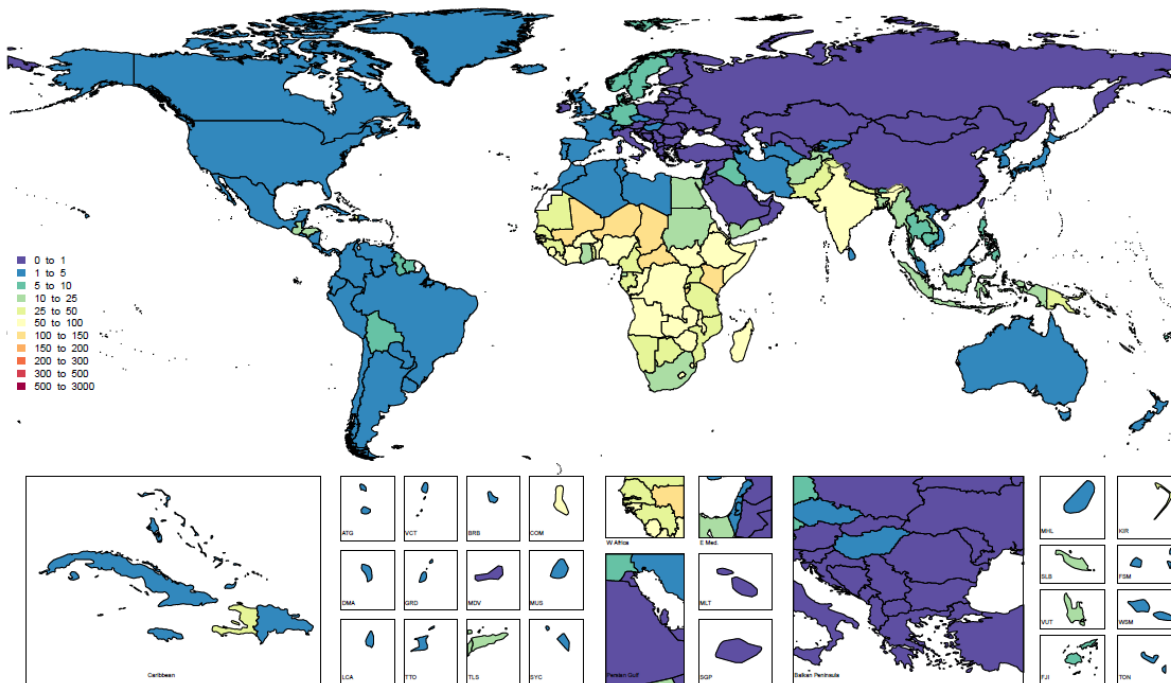 0 to 1
1 to 5
5 to 10
10 to 25
25 to 50
50 to 100
100 to 150
150 to 200
200 to 300
300 to 500
500 to 3000
Caribbean
ATG
VCT
BRB
COM
DMA
GRD
MDV
MUS
LCA
TTO
TLS
SYC
W Africa
E Med.
Persian Gulf
MLT
SGP
Balkan Peninsula
MHL
KIR
SLB
FSM
VUT
WSM
FJI
TON